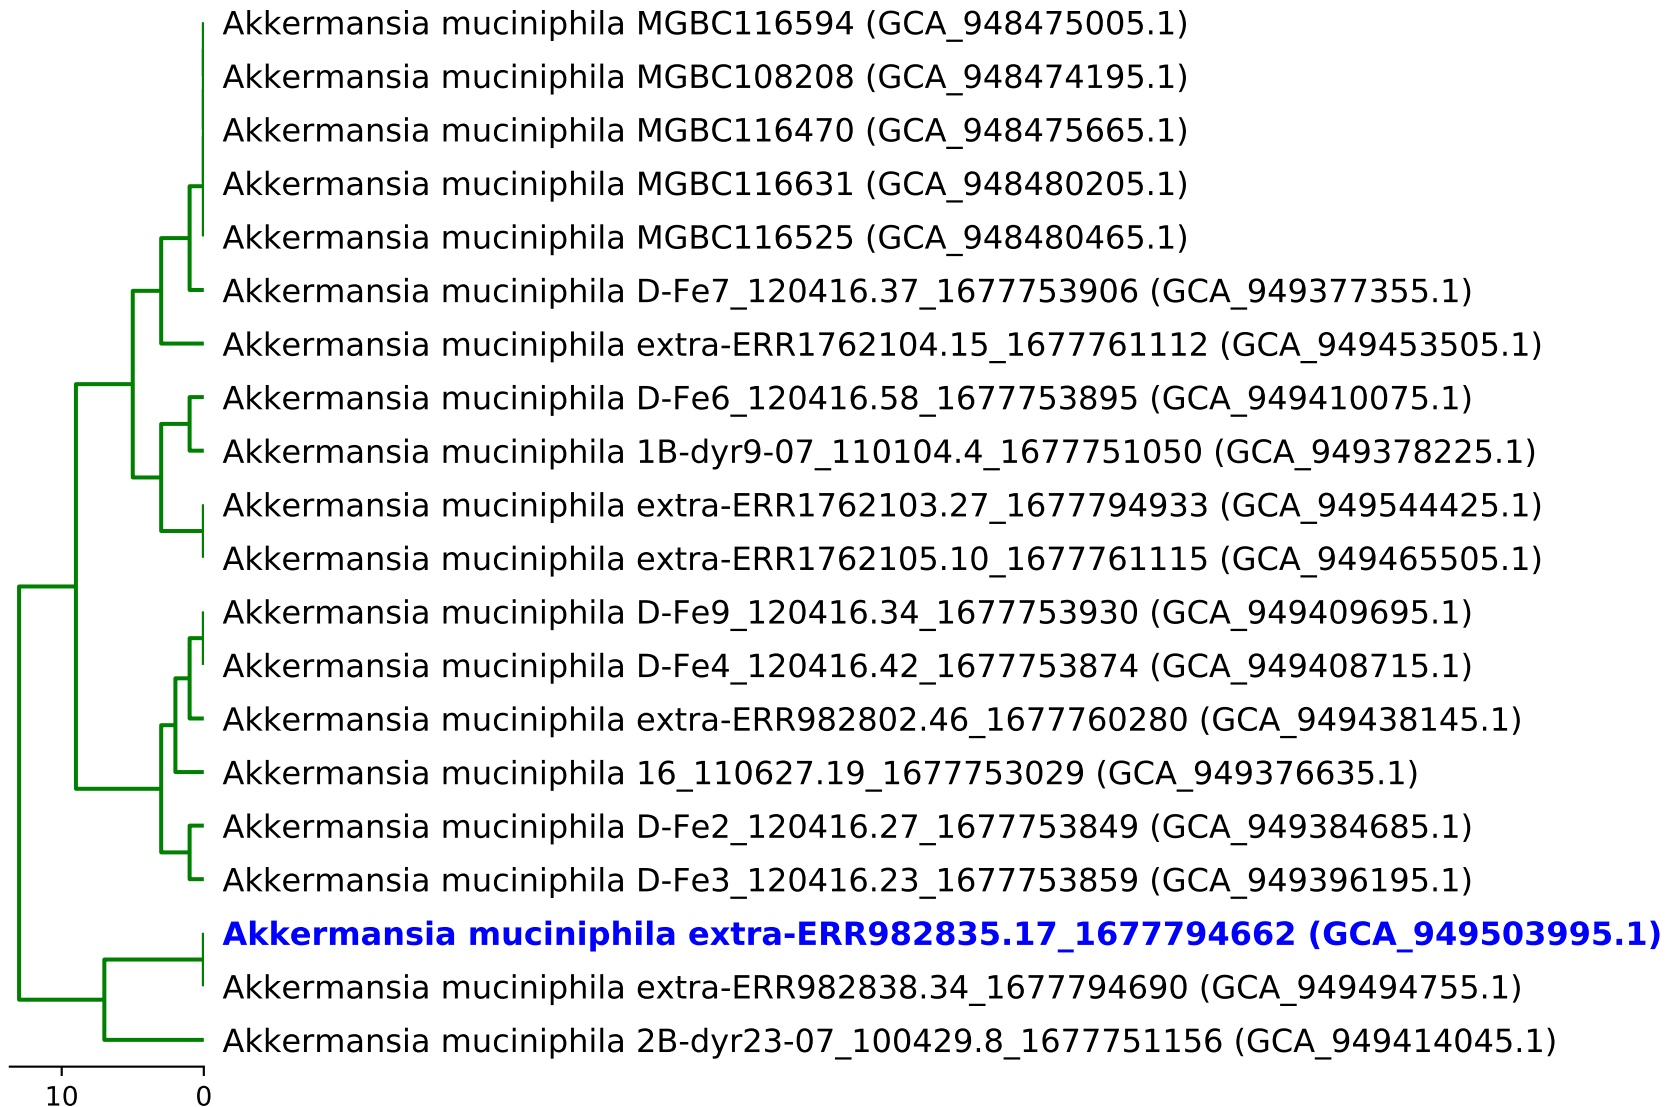 Akkermansia muciniphila MGBC116594 (GCA_948475005.1)
Akkermansia muciniphila MGBC108208 (GCA_948474195.1)
Akkermansia muciniphila MGBC116470 (GCA_948475665.1)
Akkermansia muciniphila MGBC116631 (GCA_948480205.1)
Akkermansia muciniphila MGBC116525 (GCA_948480465.1)
Akkermansia muciniphila D-Fe7_120416.37_1677753906 (GCA_949377355.1)
Akkermansia muciniphila extra-ERR1762104.15_1677761112 (GCA_949453505.1)
Akkermansia muciniphila D-Fe6_120416.58_1677753895 (GCA_949410075.1)
Akkermansia muciniphila 1B-dyr9-07_110104.4_1677751050 (GCA_949378225.1)
Akkermansia muciniphila extra-ERR1762103.27_1677794933 (GCA_949544425.1)
Akkermansia muciniphila extra-ERR1762105.10_1677761115 (GCA_949465505.1)
Akkermansia muciniphila D-Fe9_120416.34_1677753930 (GCA_949409695.1)
Akkermansia muciniphila D-Fe4_120416.42_1677753874 (GCA_949408715.1)
Akkermansia muciniphila extra-ERR982802.46_1677760280 (GCA_949438145.1)
Akkermansia muciniphila 16_110627.19_1677753029 (GCA_949376635.1)
Akkermansia muciniphila D-Fe2_120416.27_1677753849 (GCA_949384685.1)
Akkermansia muciniphila D-Fe3_120416.23_1677753859 (GCA_949396195.1)
Akkermansia muciniphila extra-ERR982835.17_1677794662 (GCA_949503995.1)
Akkermansia muciniphila extra-ERR982838.34_1677794690 (GCA_949494755.1)
Akkermansia muciniphila 2B-dyr23-07_100429.8_1677751156 (GCA_949414045.1)
10 0